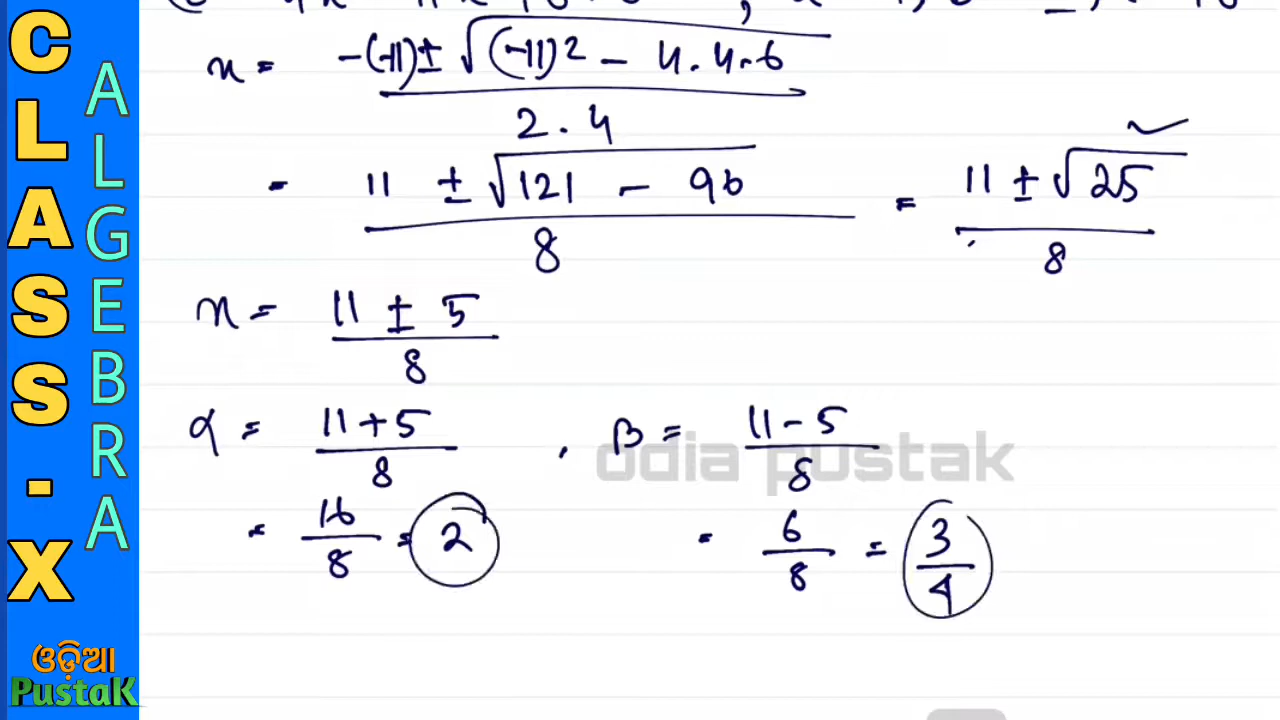 CLASS-X
ALGEBRA
ଓଡ଼ିଆ
PustaK
x = -(-11) ± √(-11)2 - 4.4.6
2.4
= 11 ± √121 - 96 = 11 ± √25
8 8
x = 11 ± 5
8
α = 11+5 , β = 11-5
8 8
odia pustak
= 16 = 2 = 6 = 3
8 8 4